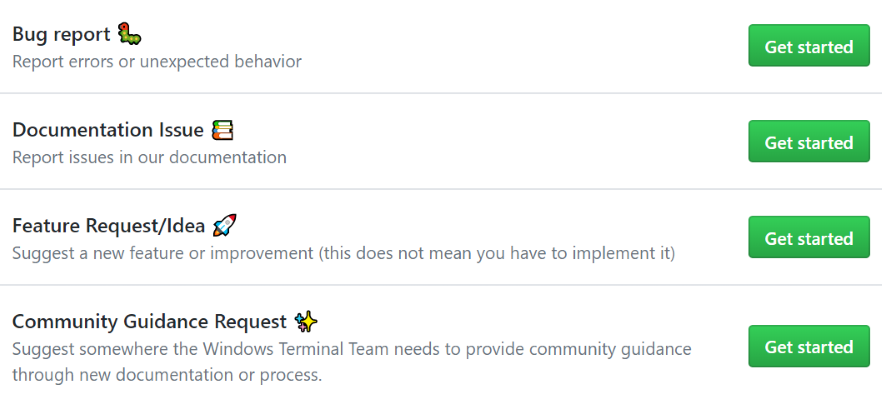 Bug report 🐛
Get started
Report errors or unexpected behavior
Documentation Issue 📚
Get started
Report issues in our documentation
Feature Request/Idea 🚀
Get started
Suggest a new feature or improvement (this does not mean you have to implement it)
Community Guidance Request ✨
Suggest somewhere the Windows Terminal Team needs to provide community guidance
Get started
through new documentation or process.